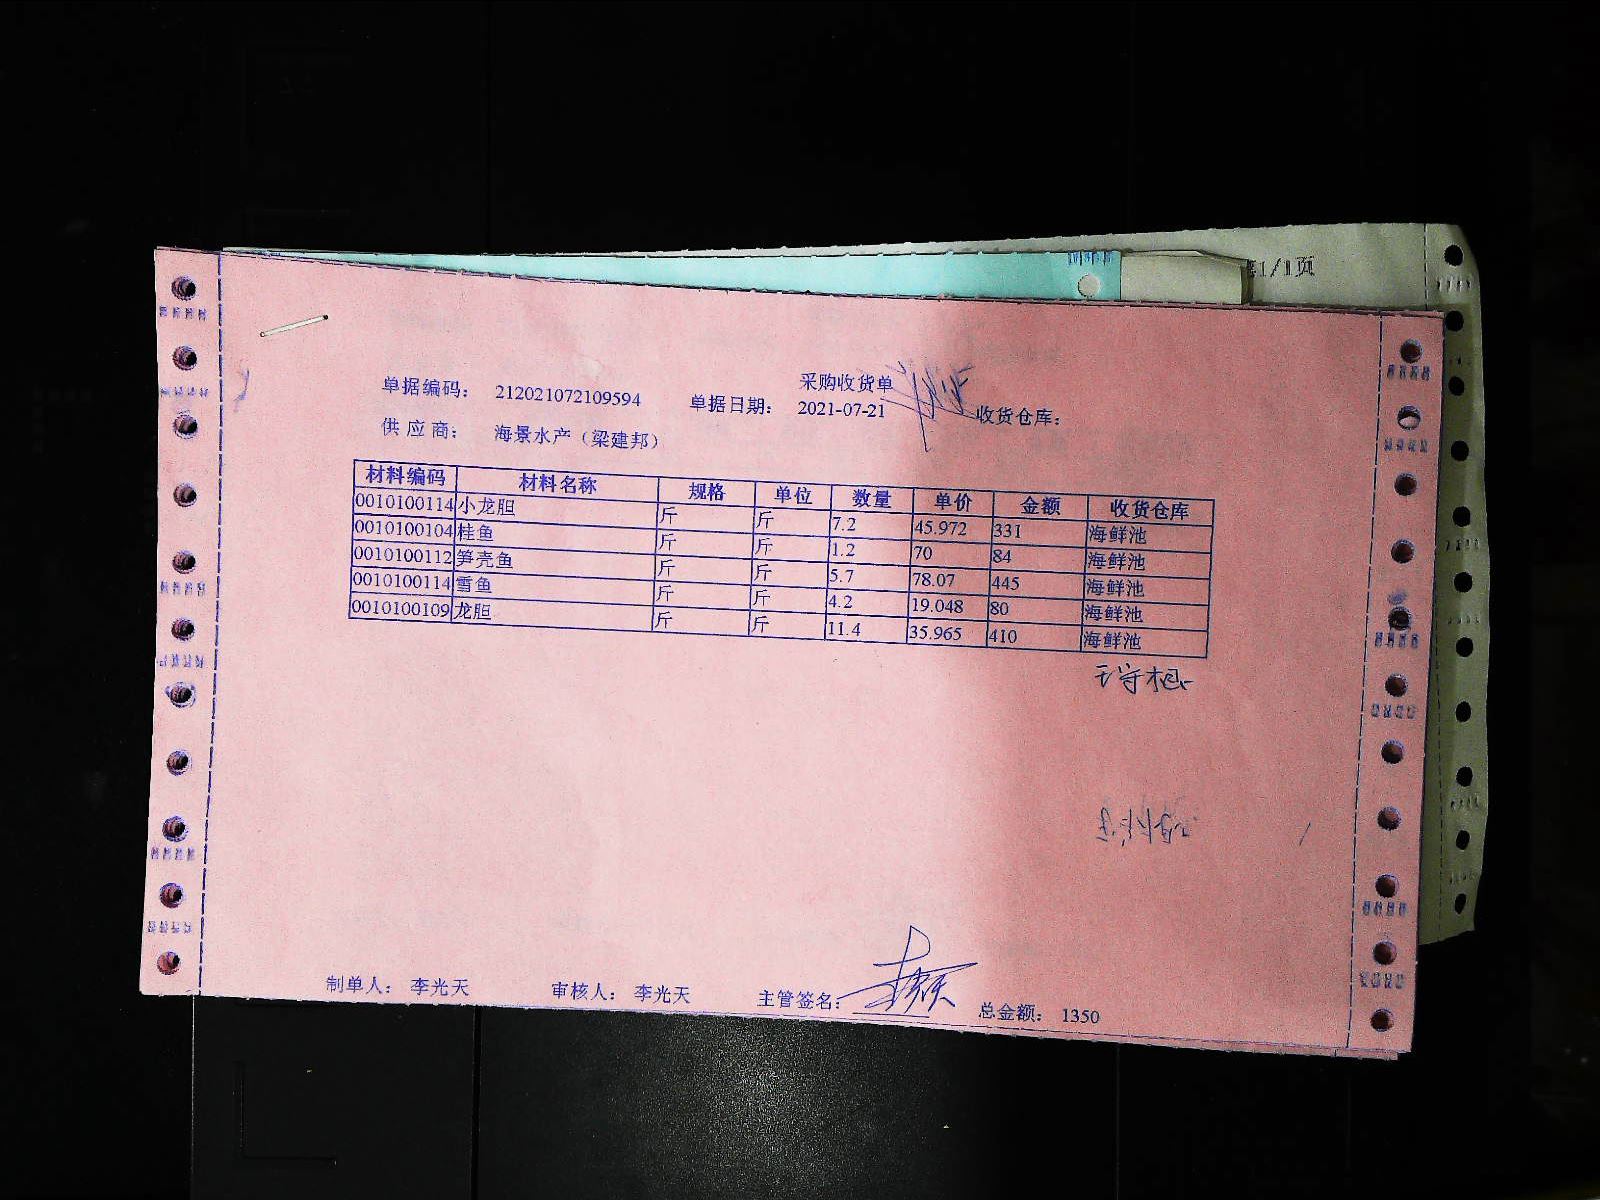 第1/1页
采购收货单
单据编码: 212021072109594 单据日期: 2021-07-21 收货仓库:
供应商: 海景水产（梁建邦）
材料编码 材料名称 规格 单位 数量 单价 金额 收货仓库
0010100114 小龙胆 斤 斤 7.2 45.972 331 海鲜池
0010100104 桂鱼 斤 斤 1.2 70 84 海鲜池
0010100112 笋壳鱼 斤 斤 5.7 78.07 445 海鲜池
0010100114 雪鱼 斤 斤 4.2 19.048 80 海鲜池
0010100109 龙胆 斤 斤 11.4 35.965 410 海鲜池
制单人: 李光天 审核人: 李光天 主管签名: 总金额: 1350